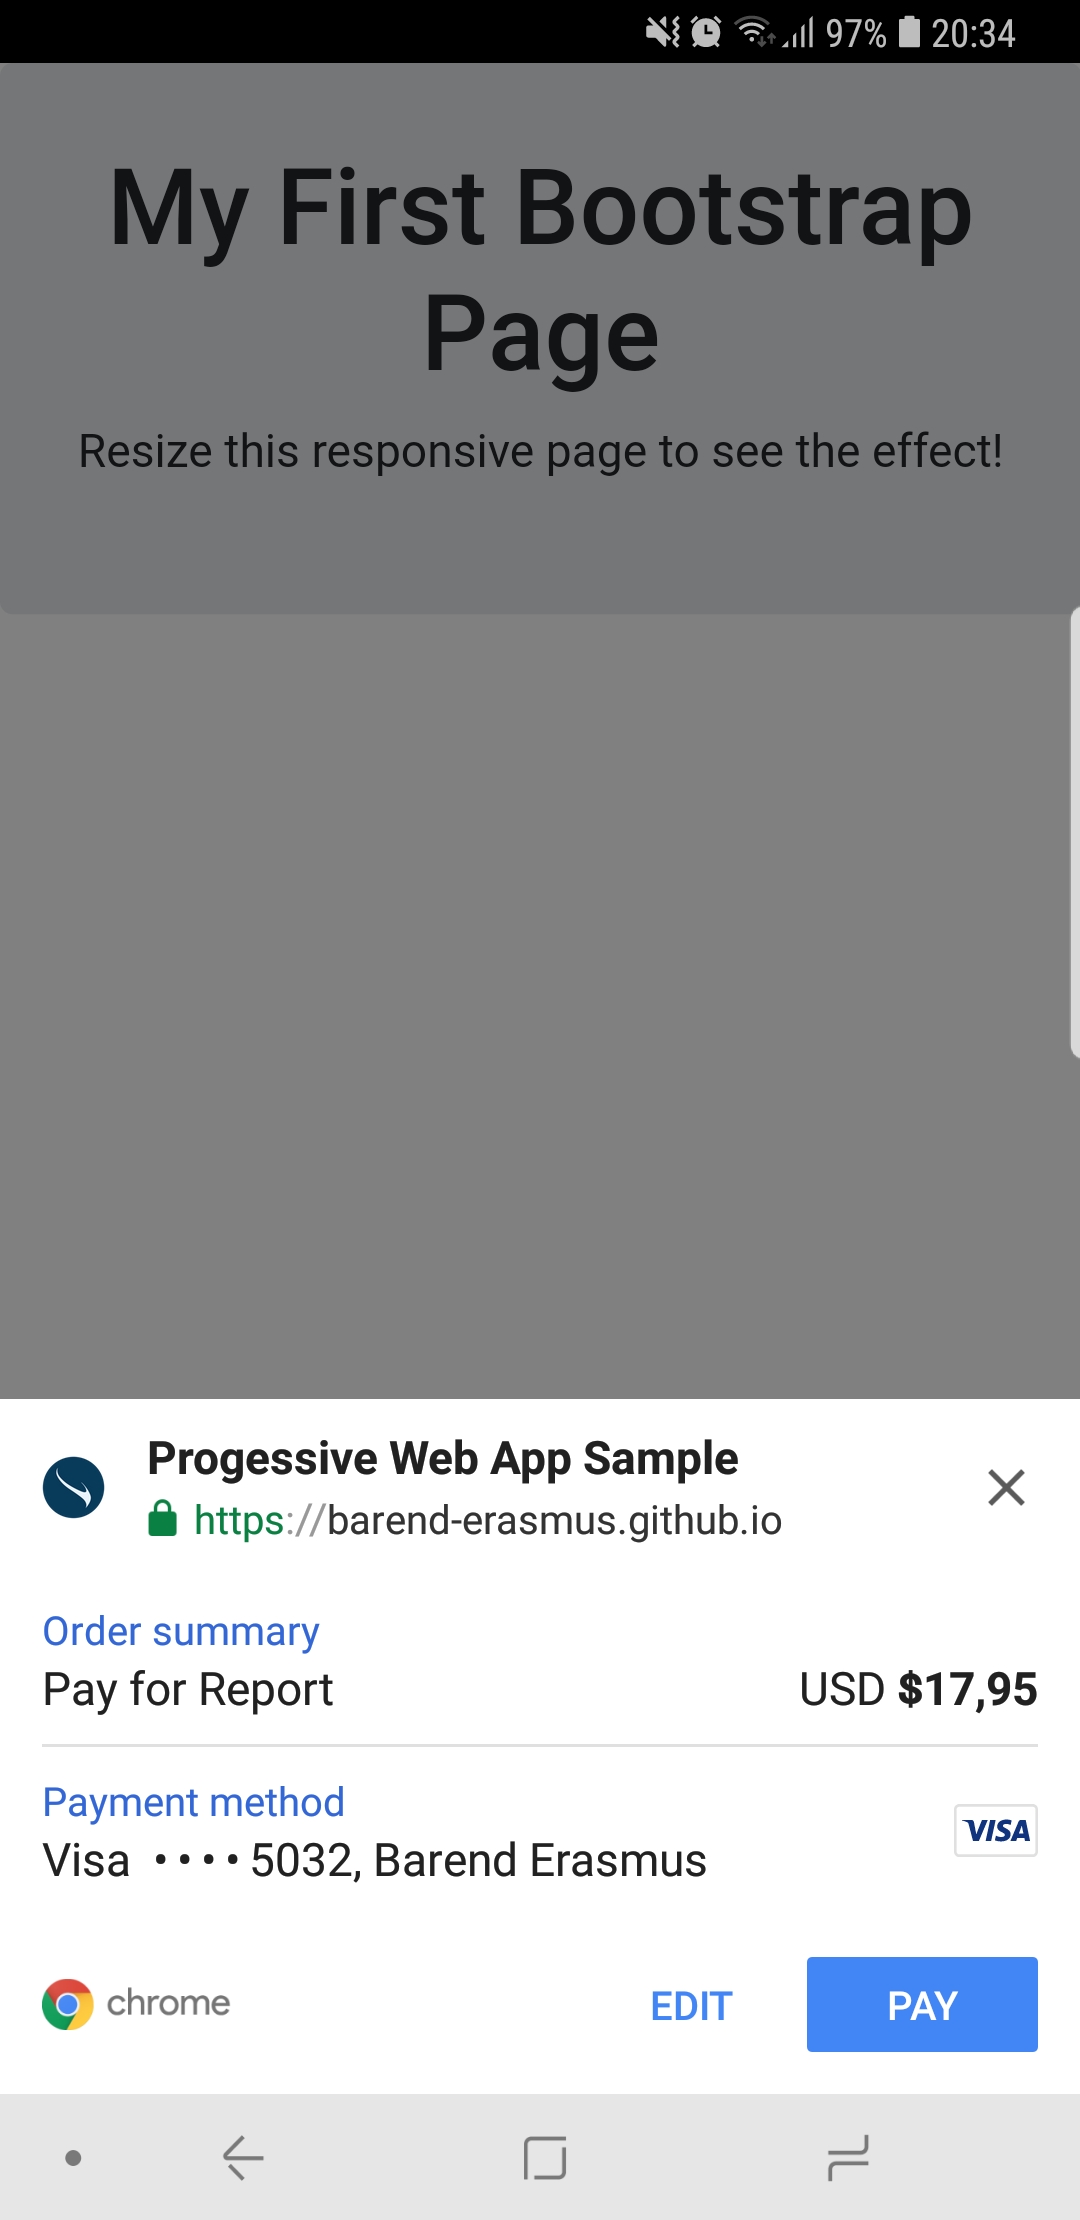 97% 20:34
My First Bootstrap
Page
Resize this responsive page to see the effect!
Progessive Web App Sample
https://barend-erasmus.github.io
Order summary
Pay for Report USD $17,95
Payment method
Visa •••• 5032, Barend Erasmus
VISA
chrome EDIT PAY